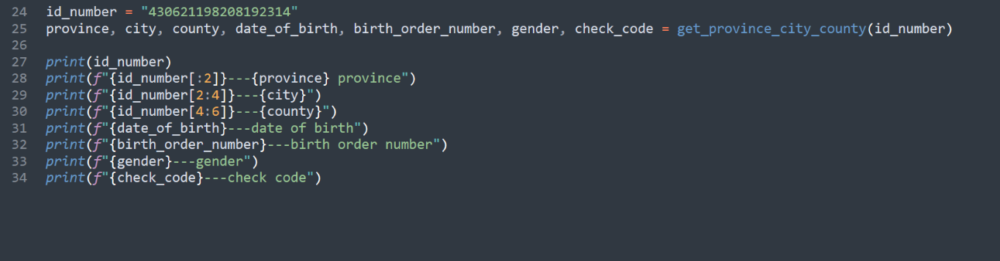 24 id_number = "430621198208192314"
25 province, city, county, date_of_birth, birth_order_number, gender, check_code = get_province_city_county(id_number)
26
27 print(id_number)
28 print(f"{id_number[:2]}---{province} province")
29 print(f"{id_number[2:4]}---{city}")
30 print(f"{id_number[4:6]}---{county}")
31 print(f"{date_of_birth}---date of birth")
32 print(f"{birth_order_number}---birth order number")
33 print(f"{gender}---gender")
34 print(f"{check_code}---check code")